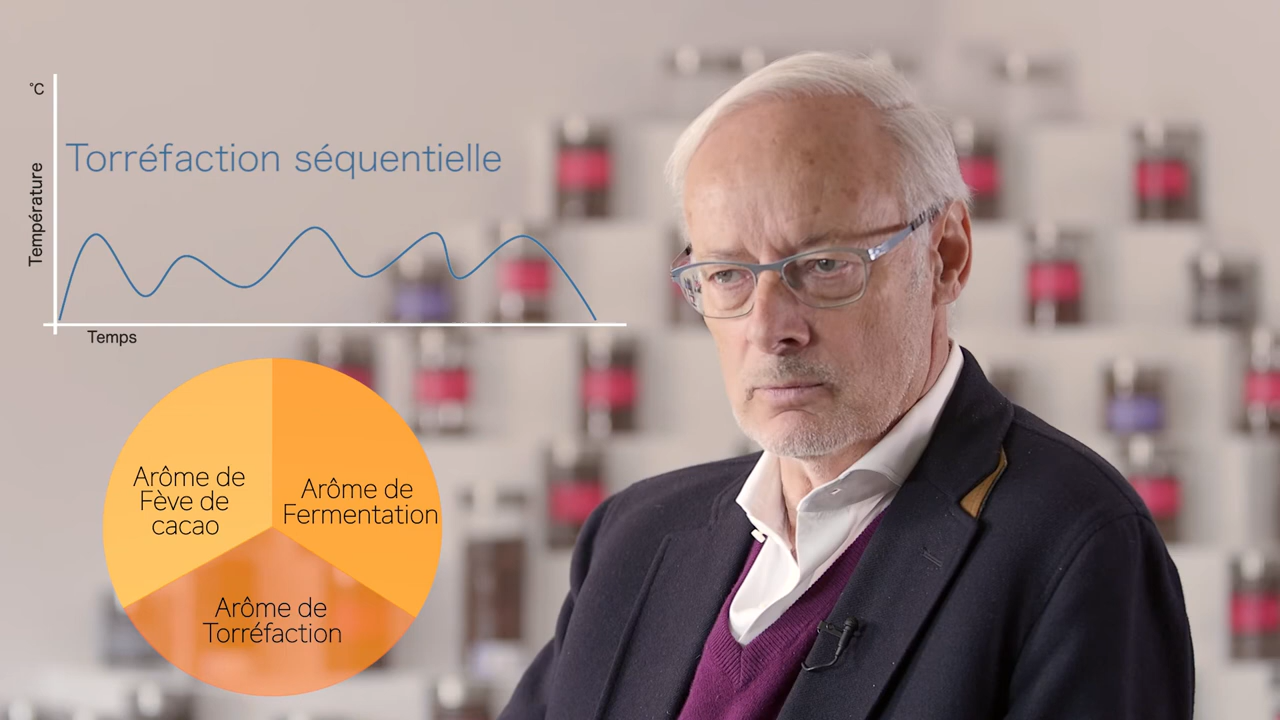 °C
Torréfaction séquentielle
Température
Temps
Arôme de
Fève de
cacao
Arôme de
Fermentation
Arôme de
Torréfaction